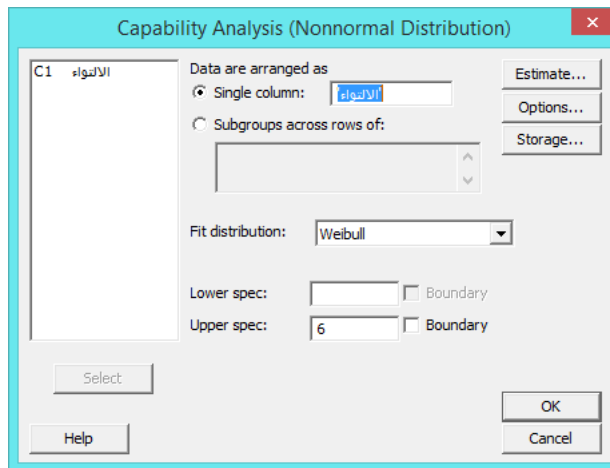 Capability Analysis (Nonnormal Distribution)
C1 الالتواء
Data are arranged as
Single column: 'الالتواء'
Subgroups across rows of:
Fit distribution: Weibull
Lower spec: Boundary
Upper spec: 6 Boundary
Estimate...
Options...
Storage...
Select
Help
OK
Cancel